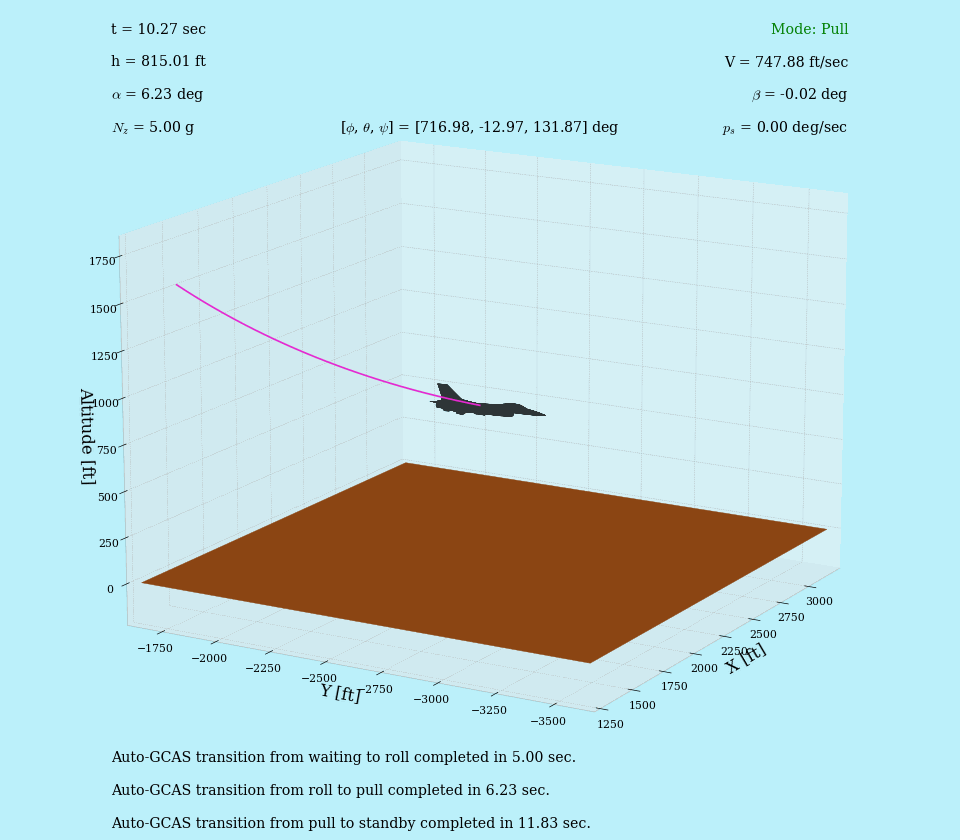 t = 10.27 sec
Mode: Pull
h = 815.01 ft
V = 747.88 ft/sec
α = 6.23 deg
β = -0.02 deg
N_z = 5.00 g
[ϕ, θ, ψ] = [716.98, -12.97, 131.87] deg
p_s = 0.00 deg/sec
1750
1500
1250
1000
750
500
250
0
Altitude [ft]
−1750
−2000
−2250
−2500
−2750
−3000
−3250
−3500
Y [ft]
1250
1500
1750
2000
2250
2500
2750
3000
X [ft]
Auto-GCAS transition from waiting to roll completed in 5.00 sec.
Auto-GCAS transition from roll to pull completed in 6.23 sec.
Auto-GCAS transition from pull to standby completed in 11.83 sec.